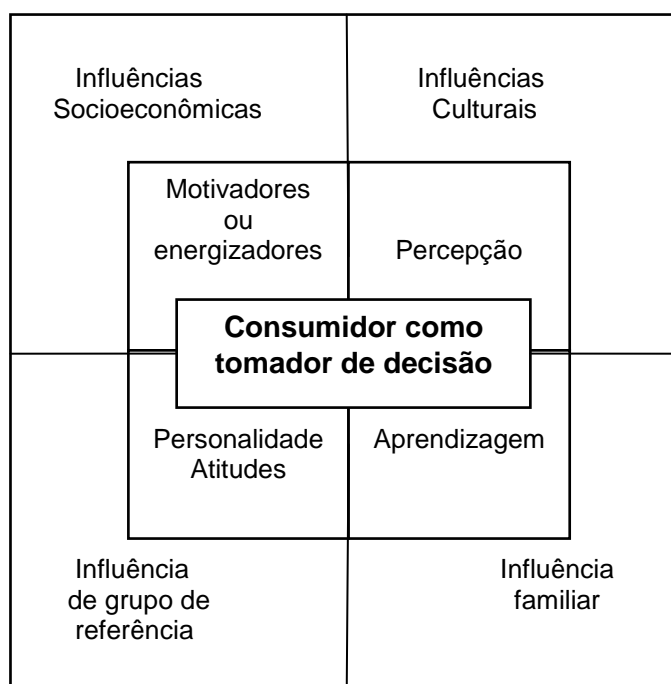 Influências
Socioeconômicas
Influências
Culturais
Motivadores
ou
energizadores
Percepção
Consumidor como
tomador de decisão
Personalidade
Atitudes
Aprendizagem
Influência
de grupo de
referência
Influência
familiar